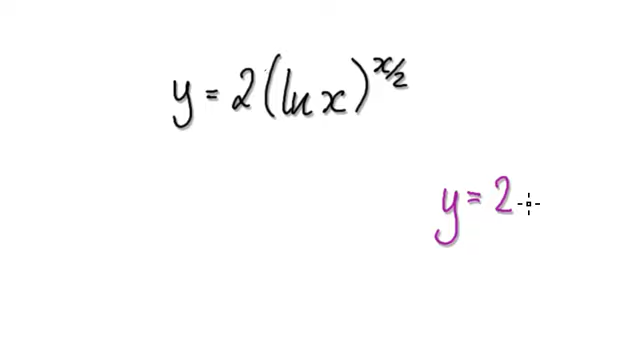 y = 2 (ln x)^{x/2}
y = 2